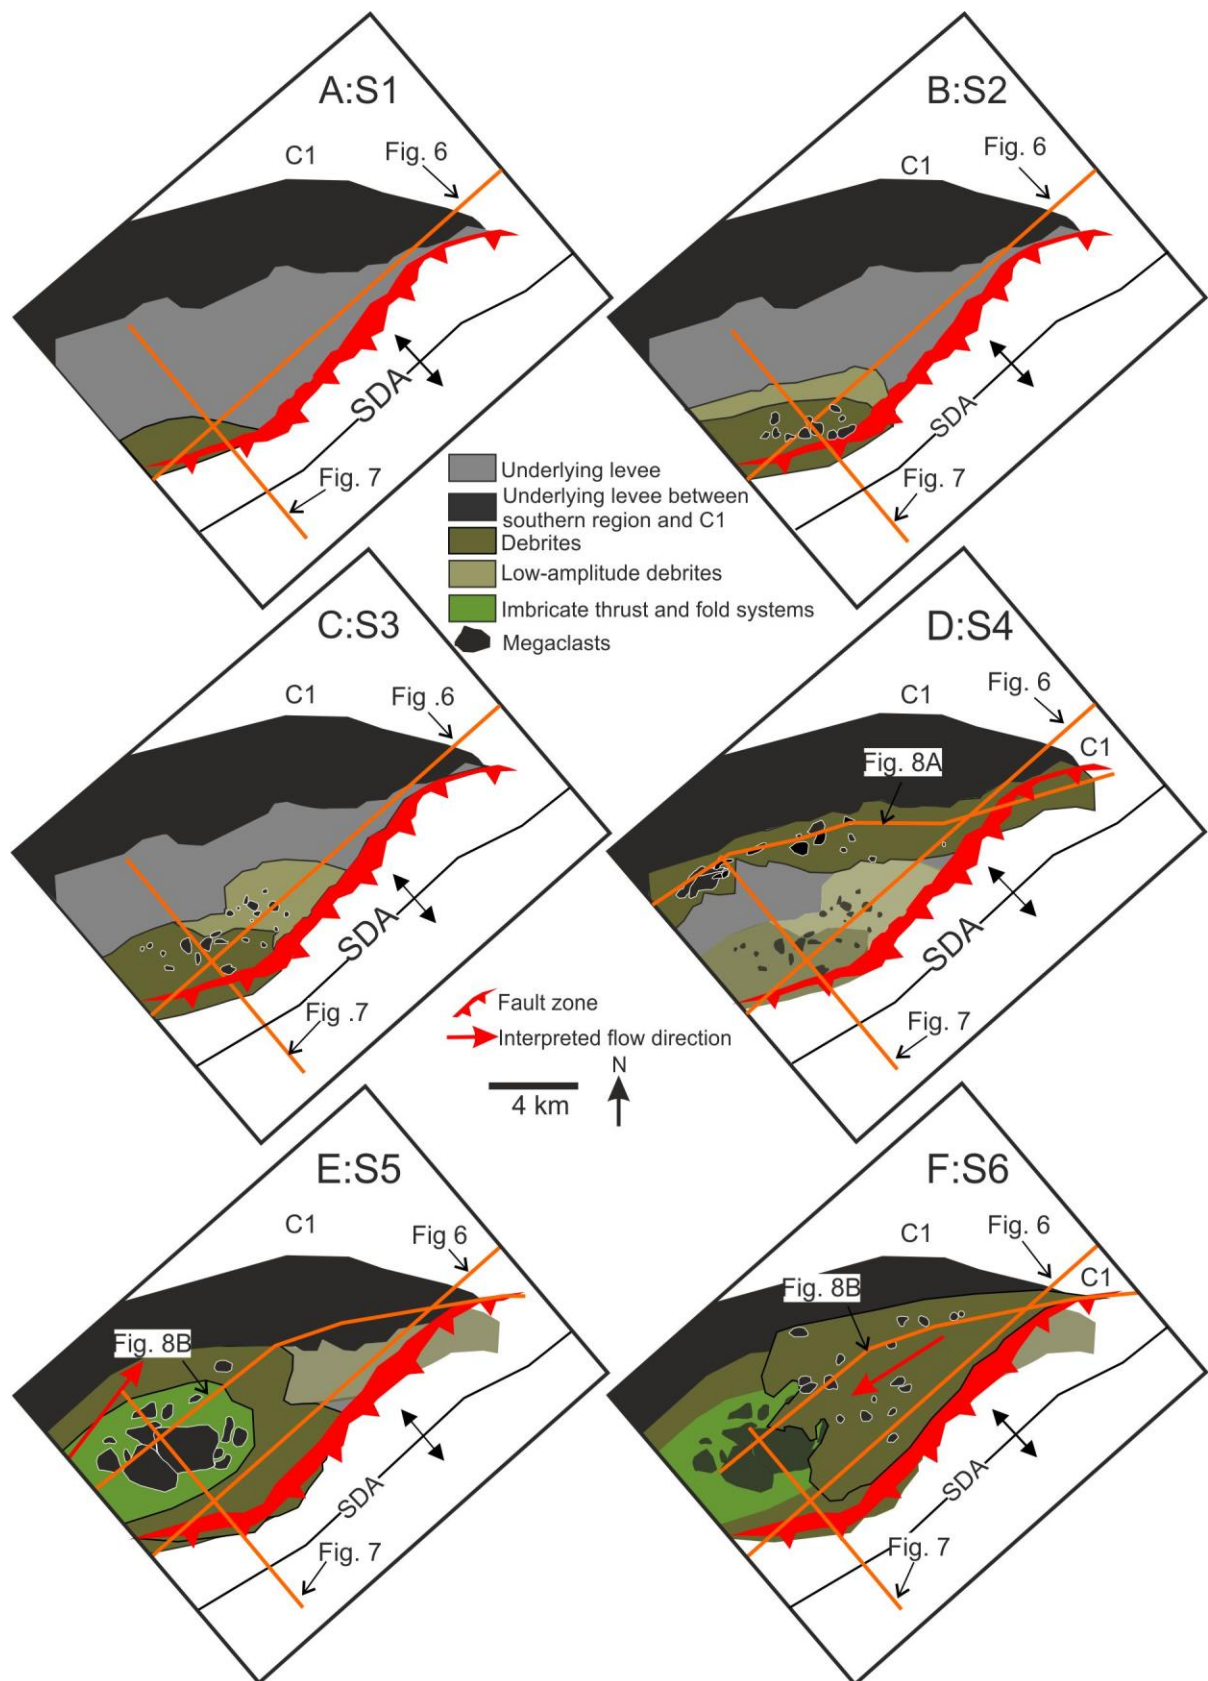 A:S1
C1
Fig. 6
SDA
Fig. 7
B:S2
C1
Fig. 6
SDA
Fig. 7
Underlying levee
Underlying levee between
southern region and C1
Debrites
Low-amplitude debrites
Imbricate thrust and fold systems
Megaclasts
C:S3
C1
Fig .6
SDA
Fig .7
D:S4
C1
Fig. 6
C1
Fig. 8A
SDA
Fig. 7
Fault zone
Interpreted flow direction
N
4 km
E:S5
C1
Fig 6
Fig. 8B
SDA
Fig. 7
F:S6
C1
Fig. 6
C1
Fig. 8B
SDA
Fig. 7